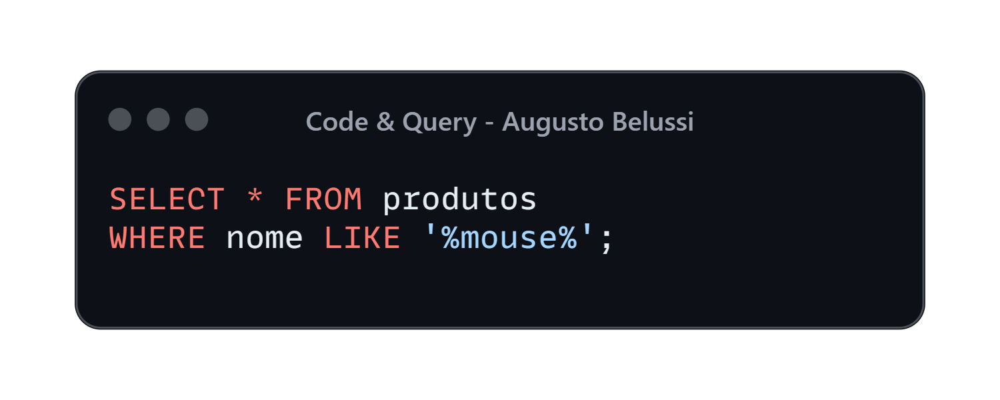 Code & Query - Augusto Belussi
SELECT * FROM produtos
WHERE nome LIKE '%mouse%';